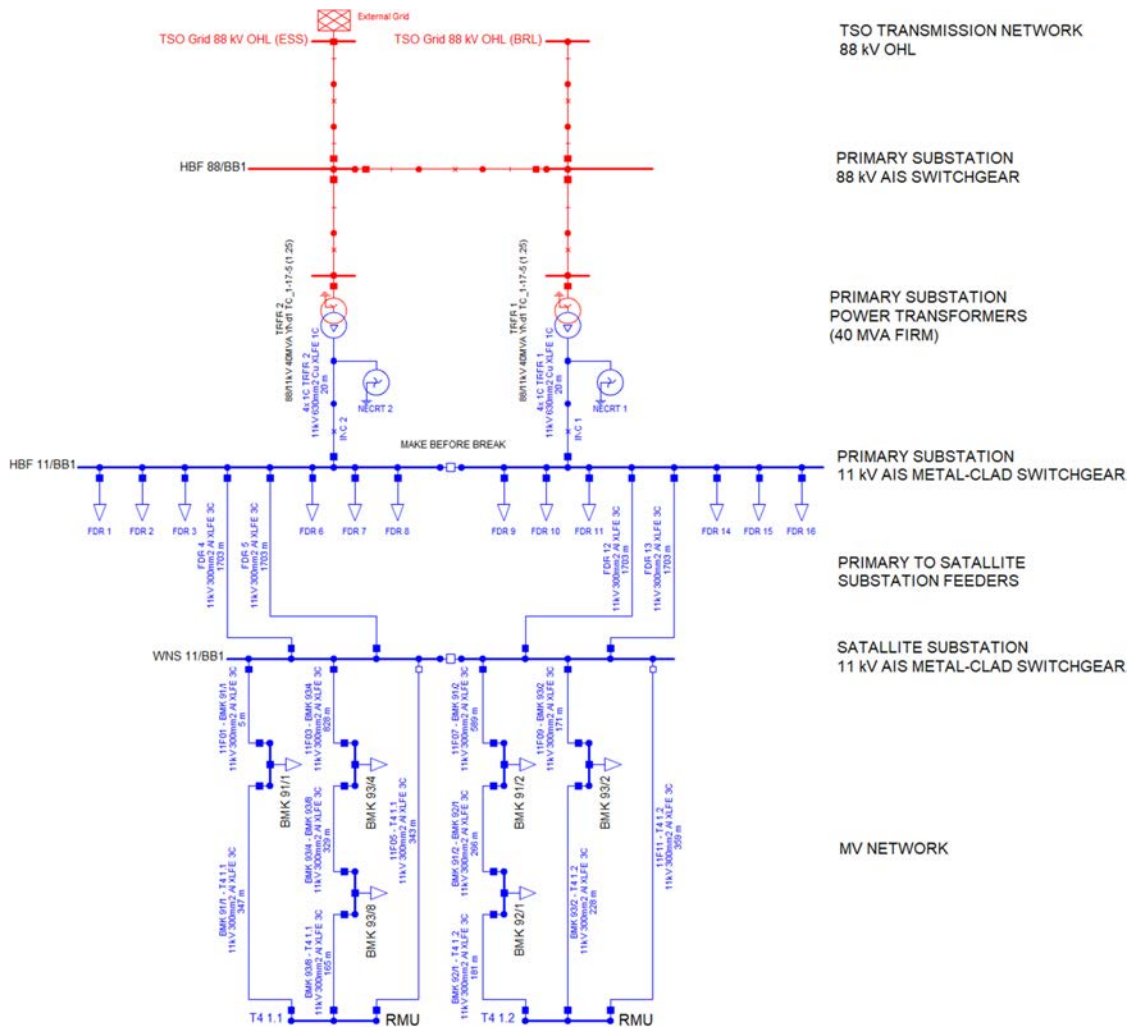 External Grid
TSO Grid 88 kV OHL (ESS)
TSO Grid 88 kV OHL (BRL)
TSO TRANSMISSION NETWORK
88 kV OHL
HBF 88/BB1
PRIMARY SUBSTATION
88 kV AIS SWITCHGEAR
TRFR 2
88/11kV 40MVA YNd1 TC_1-17-5 (1.25)
TRFR 1
88/11kV 40MVA YNd1 TC_1-17-5 (1.25)
PRIMARY SUBSTATION
POWER TRANSFORMERS
(40 MVA FIRM)
4x 1C TRFR 2
11kV 630mm2 Cu XLFE 1C
20 m
NECRT 2
INC 2
4x 1C TRFR 1
11kV 630mm2 Cu XLFE 1C
20 m
NECRT 1
INC 1
MAKE BEFORE BREAK
HBF 11/BB1
PRIMARY SUBSTATION
11 kV AIS METAL-CLAD SWITCHGEAR
FDR 1
FDR 2
FDR 3
FDR 6
FDR 7
FDR 8
FDR 9
FDR 10
FDR 11
FDR 14
FDR 15
FDR 16
FDR 4
11kV 300mm2 Al XLFE 3C
1703 m
FDR 5
11kV 300mm2 Al XLFE 3C
1703 m
FDR 12
11kV 300mm2 Al XLFE 3C
1703 m
FDR 13
11kV 300mm2 Al XLFE 3C
1703 m
PRIMARY TO SATALLITE
SUBSTATION FEEDERS
WNS 11/BB1
SATALLITE SUBSTATION
11 kV AIS METAL-CLAD SWITCHGEAR
11F01 - BMK 91/1
11kV 300mm2 Al XLFE 3C
5 m
11F03 - BMK 93/4
11kV 300mm2 Al XLFE 3C
828 m
11F07 - BMK 91/2
11kV 300mm2 Al XLFE 3C
589 m
11F09 - BMK 93/2
11kV 300mm2 Al XLFE 3C
171 m
BMK 91/1
BMK 93/4
BMK 91/2
BMK 93/2
11F05 - T4 1.1
11kV 300mm2 Al XLFE 3C
343 m
11F11 - T4 1.2
11kV 300mm2 Al XLFE 3C
359 m
BMK 93/4 - BMK 93/8
11kV 300mm2 Al XLFE 3C
329 m
BMK 91/2 - BMK 92/1
11kV 300mm2 Al XLFE 3C
266 m
MV NETWORK
BMK 91/1 - T4 1.1
11kV 300mm2 Al XLFE 3C
347 m
BMK 93/8
BMK 92/1
BMK 93/2 - T4 1.2
11kV 300mm2 Al XLFE 3C
228 m
BMK 93/8 - T4 1.1
11kV 300mm2 Al XLFE 3C
165 m
BMK 92/1 - T4 1.2
11kV 300mm2 Al XLFE 3C
181 m
T4 1.1
RMU
T4 1.2
RMU